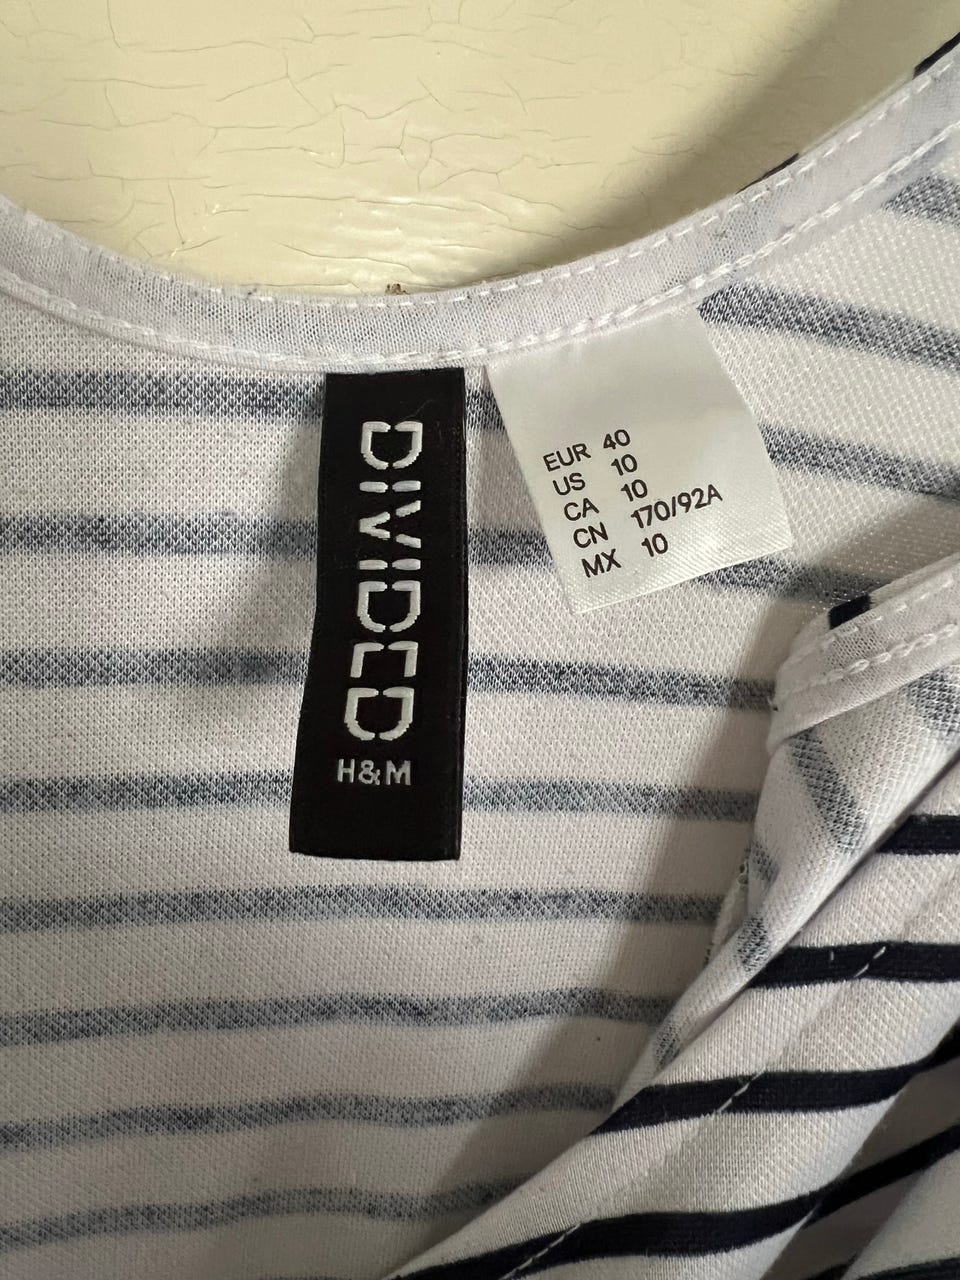 DIVIDED
H&M
EUR 40
US 10
CA 10
CN 170/92A
MX 10